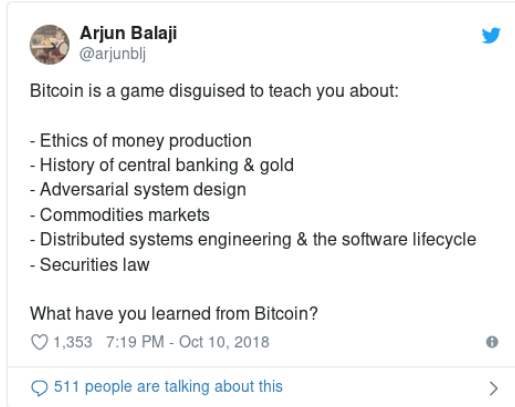 Arjun Balaji
@arjunblj
Bitcoin is a game disguised to teach you about:
- Ethics of money production
- History of central banking & gold
- Adversarial system design
- Commodities markets
- Distributed systems engineering & the software lifecycle
- Securities law
What have you learned from Bitcoin?
1,353 7:19 PM - Oct 10, 2018
511 people are talking about this